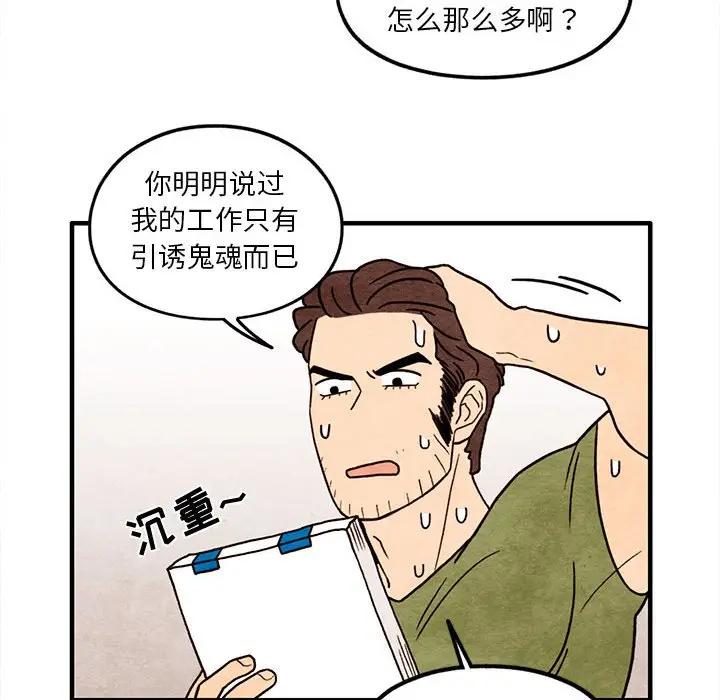 怎么那么多啊？
你明明说过
我的工作只有
引诱鬼魂而已
沉重~